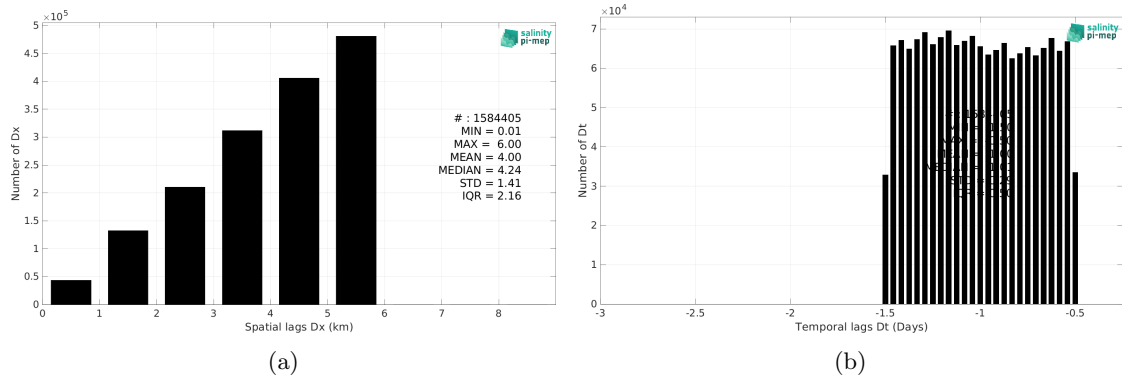 ×10⁵
5
4.5
4
3.5
3
2.5
2
1.5
1
0.5
0
Number of Dx
salinity
pi-mep
# : 1584405
MIN = 0.01
MAX = 6.00
MEAN = 4.00
MEDIAN = 4.24
STD = 1.41
IQR = 2.16
0 1 2 3 4 5 6 7 8
Spatial lags Dx (km)
(a)
×10⁴
7
6
5
4
3
2
1
0
Number of Dt
salinity
pi-mep
-3 -2.5 -2 -1.5 -1 -0.5
Temporal lags Dt (Days)
(b)